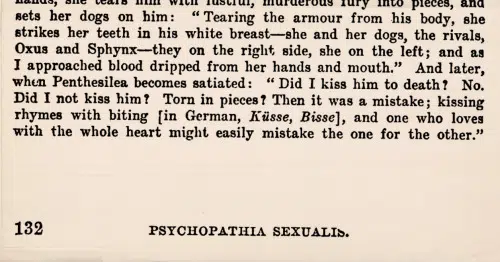 hands, she tears him with lustful, murderous fury into pieces, and
sets her dogs on him: "Tearing the armour from his body, she
strikes her teeth in his white breast—she and her dogs, the rivals,
Oxus and Sphynx—they on the right side, she on the left; and as
I approached blood dripped from her hands and mouth." And later,
when Penthesilea becomes satiated: "Did I kiss him to death? No.
Did I not kiss him? Torn in pieces? Then it was a mistake; kissing
rhymes with biting [in German, Küsse, Bisse], and one who loves
with the whole heart might easily mistake the one for the other."
132 PSYCHOPATHIA SEXUALIS.